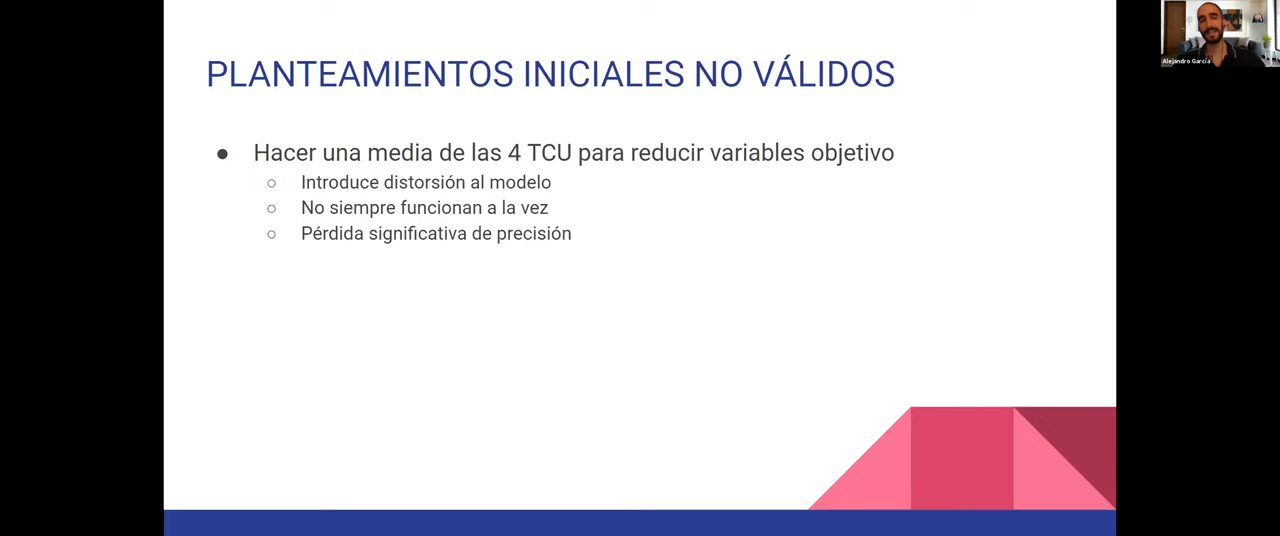 PLANTEAMIENTOS INICIALES NO VÁLIDOS
● Hacer una media de las 4 TCU para reducir variables objetivo
○ Introduce distorsión al modelo
○ No siempre funcionan a la vez
○ Pérdida significativa de precisión
Alejandro García